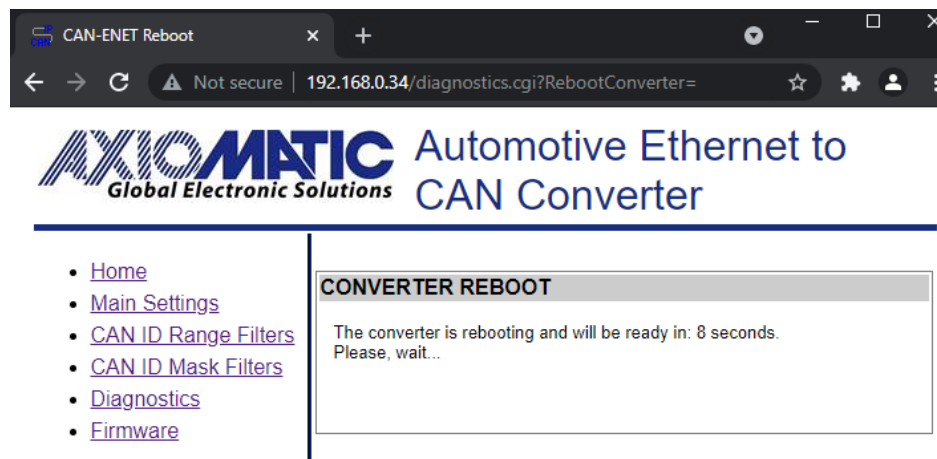 CAN-ENET Reboot
Not secure | 192.168.0.34/diagnostics.cgi?RebootConverter=
AXIOMATIC
Global Electronic Solutions
Automotive Ethernet to
CAN Converter
Home
Main Settings
CAN ID Range Filters
CAN ID Mask Filters
Diagnostics
Firmware
CONVERTER REBOOT
The converter is rebooting and will be ready in: 8 seconds.
Please, wait...